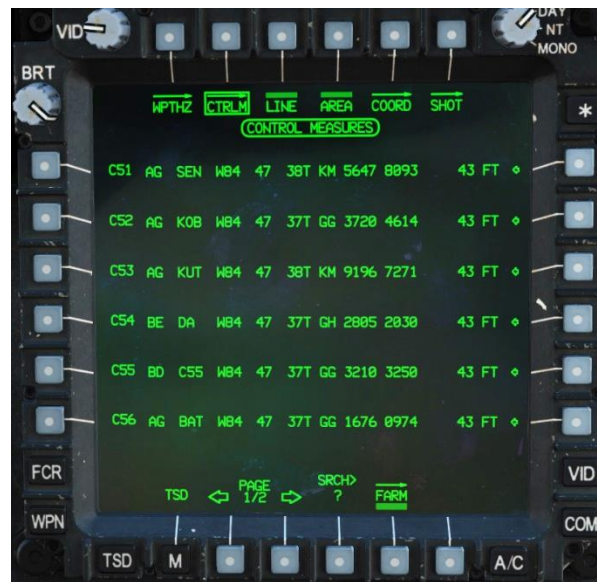 VID
DAY
NT
MONO
BRT
WPTHZ CTRLM LINE AREA COORD SHOT
*
CONTROL MEASURES
C51 AG SEN W84 47 38T KM 5647 8093 43 FT
C52 AG KOB W84 47 37T GG 3720 4614 43 FT
C53 AG KUT W84 47 38T KM 9196 7271 43 FT
C54 BE DA W84 47 37T GH 2805 2030 43 FT
C55 BD C55 W84 47 37T GG 3210 3250 43 FT
C56 AG BAT W84 47 37T GG 1676 0974 43 FT
FCR
VID
PAGE SRCH>
TSD 1/2 ? FARM
WPN
COM
TSD M A/C